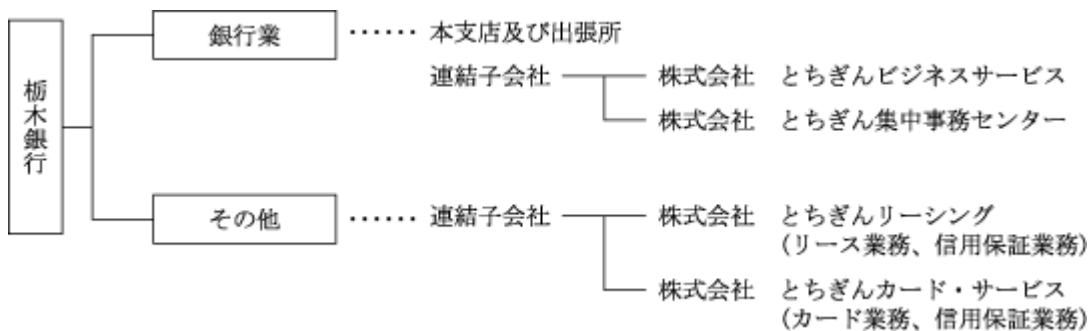 栃木銀行
銀行業 …… 本支店及び出張所
連結子会社 株式会社 とちぎんビジネスサービス
株式会社 とちぎん集中事務センター
その他 …… 連結子会社 株式会社 とちぎんリーシング
(リース業務、信用保証業務)
株式会社 とちぎんカード・サービス
(カード業務、信用保証業務)